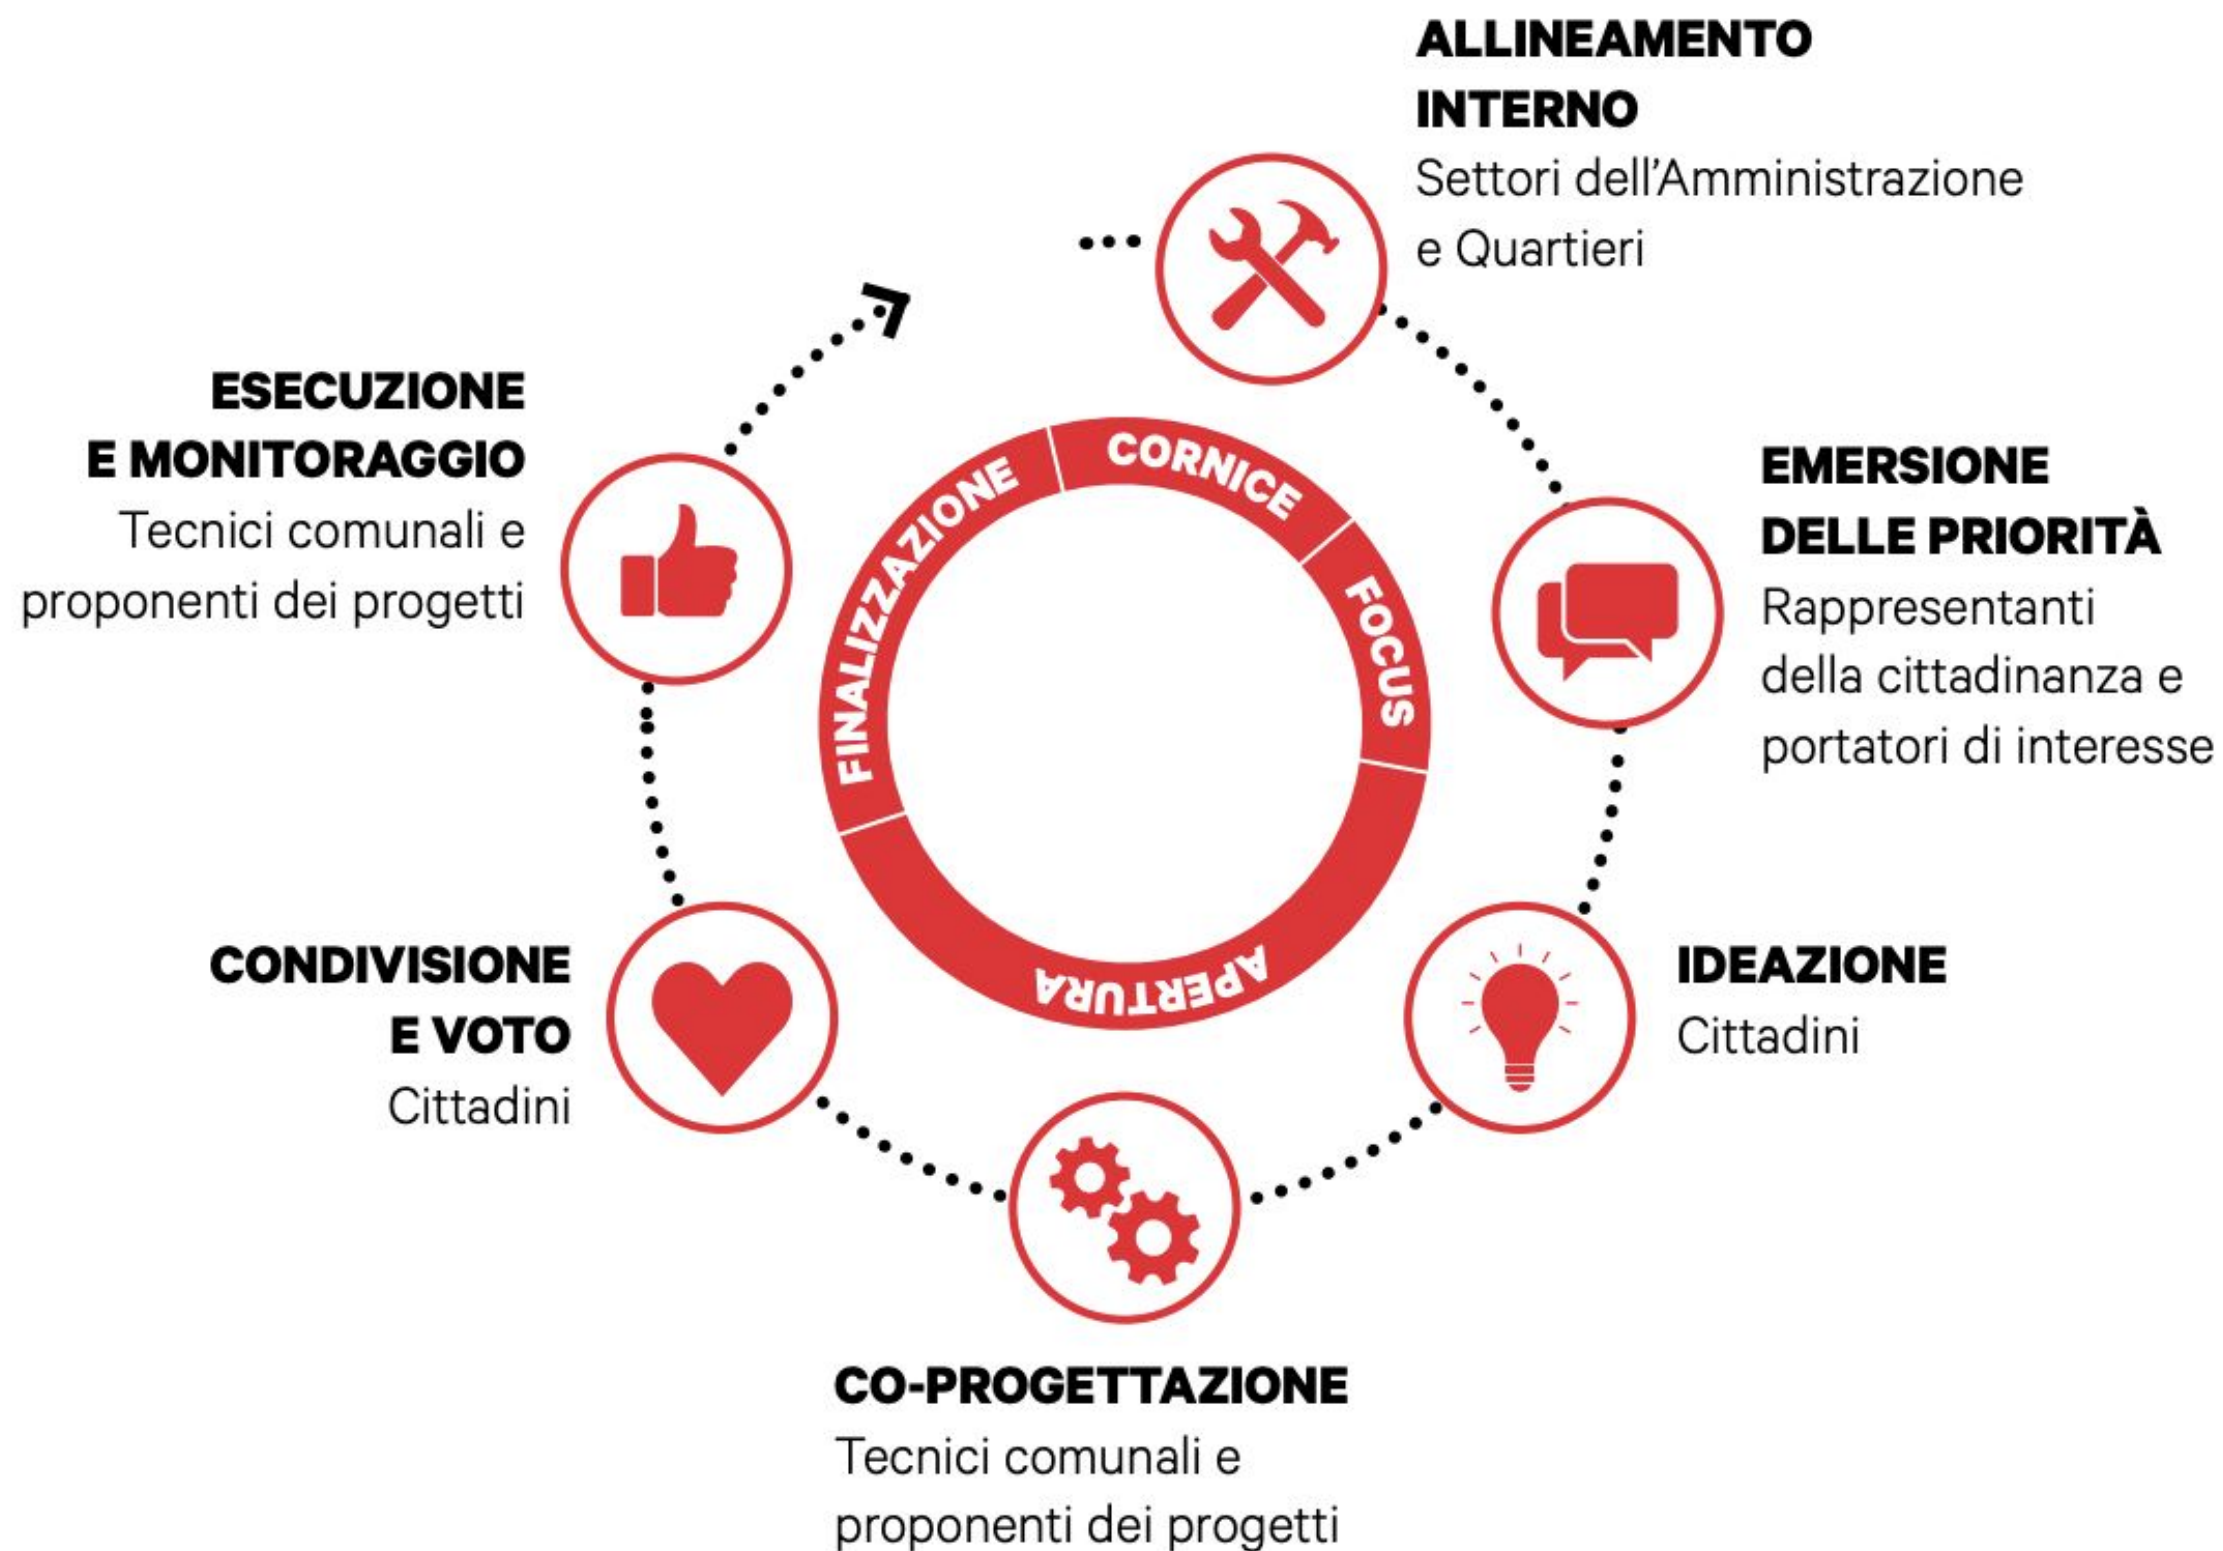 ALLINEAMENTO
INTERNO
Settori dell’Amministrazione
e Quartieri
EMERSIONE
DELLE PRIORITÀ
Rappresentanti
della cittadinanza e
portatori di interesse
IDEAZIONE
Cittadini
CO-PROGETTAZIONE
Tecnici comunali e
proponenti dei progetti
CONDIVISIONE
E VOTO
Cittadini
ESECUZIONE
E MONITORAGGIO
Tecnici comunali e
proponenti dei progetti
CORNICE
FOCUS
APERTURA
FINALIZZAZIONE